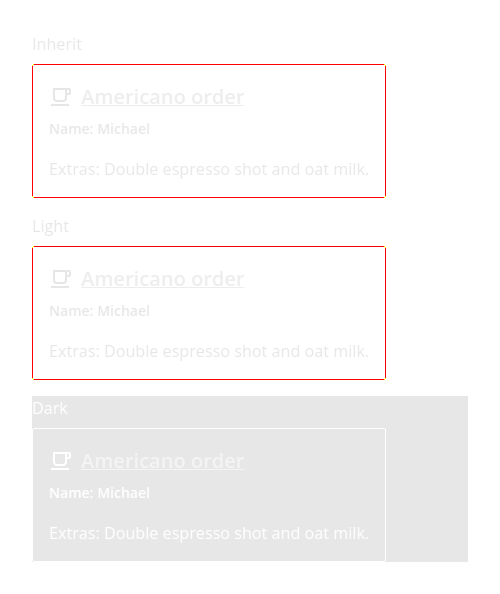 Inherit
Americano order
Name: Michael
Extras: Double espresso shot and oat milk.
Light
Americano order
Name: Michael
Extras: Double espresso shot and oat milk.
Dark
Americano order
Name: Michael
Extras: Double espresso shot and oat milk.